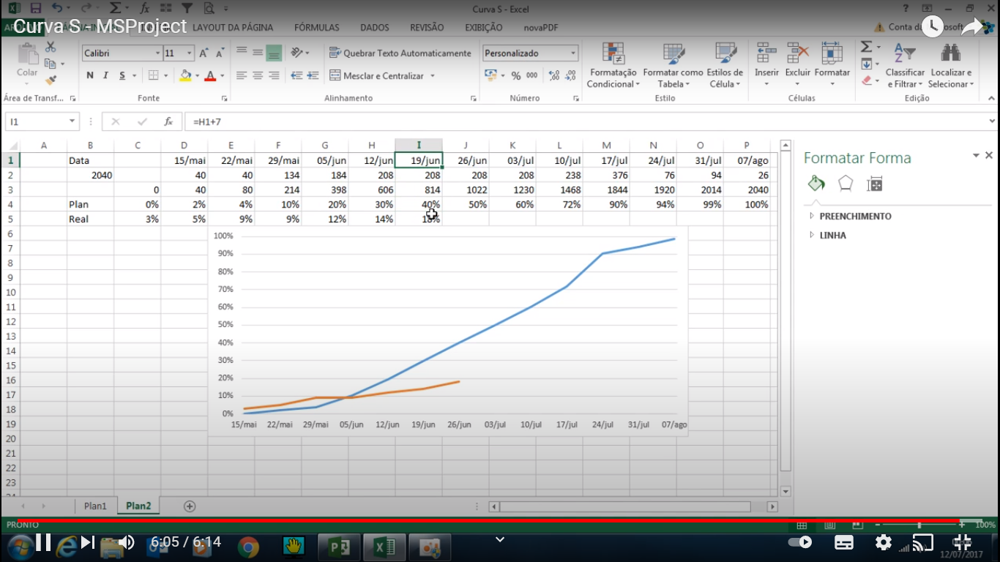 Curva S - Excel
Curva S - MSProject
LAYOUT DA PÁGINA FÓRMULAS DADOS REVISÃO EXIBIÇÃO novaPDF
Conta da
Colar
Calibri 11
N I S
Quebrar Texto Automaticamente
Mesclar e Centralizar
Personalizado
% 000
Formatação Condicional
Formatar como Tabela
Estilos de Célula
Inserir Excluir Formatar
Classificar e Filtrar
Localizar e Selecionar
Área de Transf... Fonte Alinhamento Número Estilo Células Edição
I1 fx =H1+7
A B C D E F G H I J K L M N O P
1 Data 15/mai 22/mai 29/mai 05/jun 12/jun 19/jun 26/jun 03/jul 10/jul 17/jul 24/jul 31/jul 07/ago
2 2040 40 40 134 184 208 208 208 208 238 376 76 94 26
3 0 40 80 214 398 606 814 1022 1230 1468 1844 1920 2014 2040
4 Plan 0% 2% 4% 10% 20% 30% 40% 50% 60% 72% 90% 94% 99% 100%
5 Real 3% 5% 9% 9% 12% 14% 18%
6
7
8
9
10
11
12
13
14
15
16
17
18
19
20
21
22
23
24
100%
90%
80%
70%
60%
50%
40%
30%
20%
10%
0%
15/mai 22/mai 29/mai 05/jun 12/jun 19/jun 26/jun 03/jul 10/jul 17/jul 24/jul 31/jul 07/ago
Formatar Forma
PREENCHIMENTO
LINHA
Plan1 Plan2
PRONTO
100%
6:05 / 6:14
12/07/2017